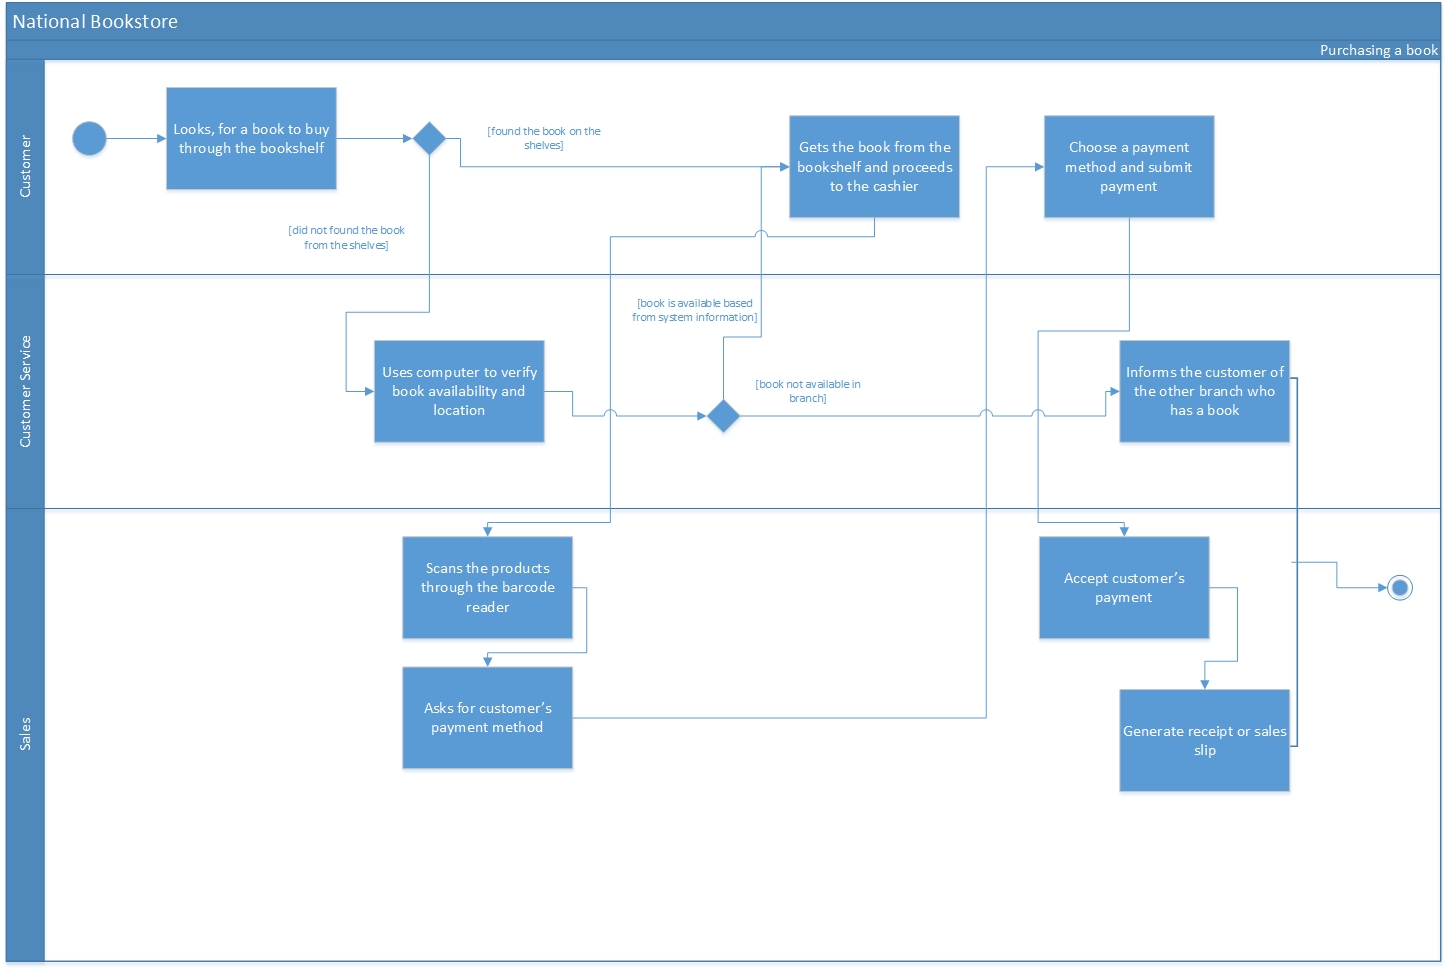 National Bookstore
Purchasing a book
Customer
Looks, for a book to buy
through the bookshelf
[found the book on the
shelves]
Gets the book from the
bookshelf and proceeds
to the cashier
Choose a payment
method and submit
payment
[did not found the book
from the shelves]
Customer Service
[book is available based
from system information]
Uses computer to verify
book availability and
location
[book not available in
branch]
Informs the customer of
the other branch who
has a book
Sales
Scans the products
through the barcode
reader
Accept customer's
payment
Asks for customer's
payment method
Generate receipt or sales
slip